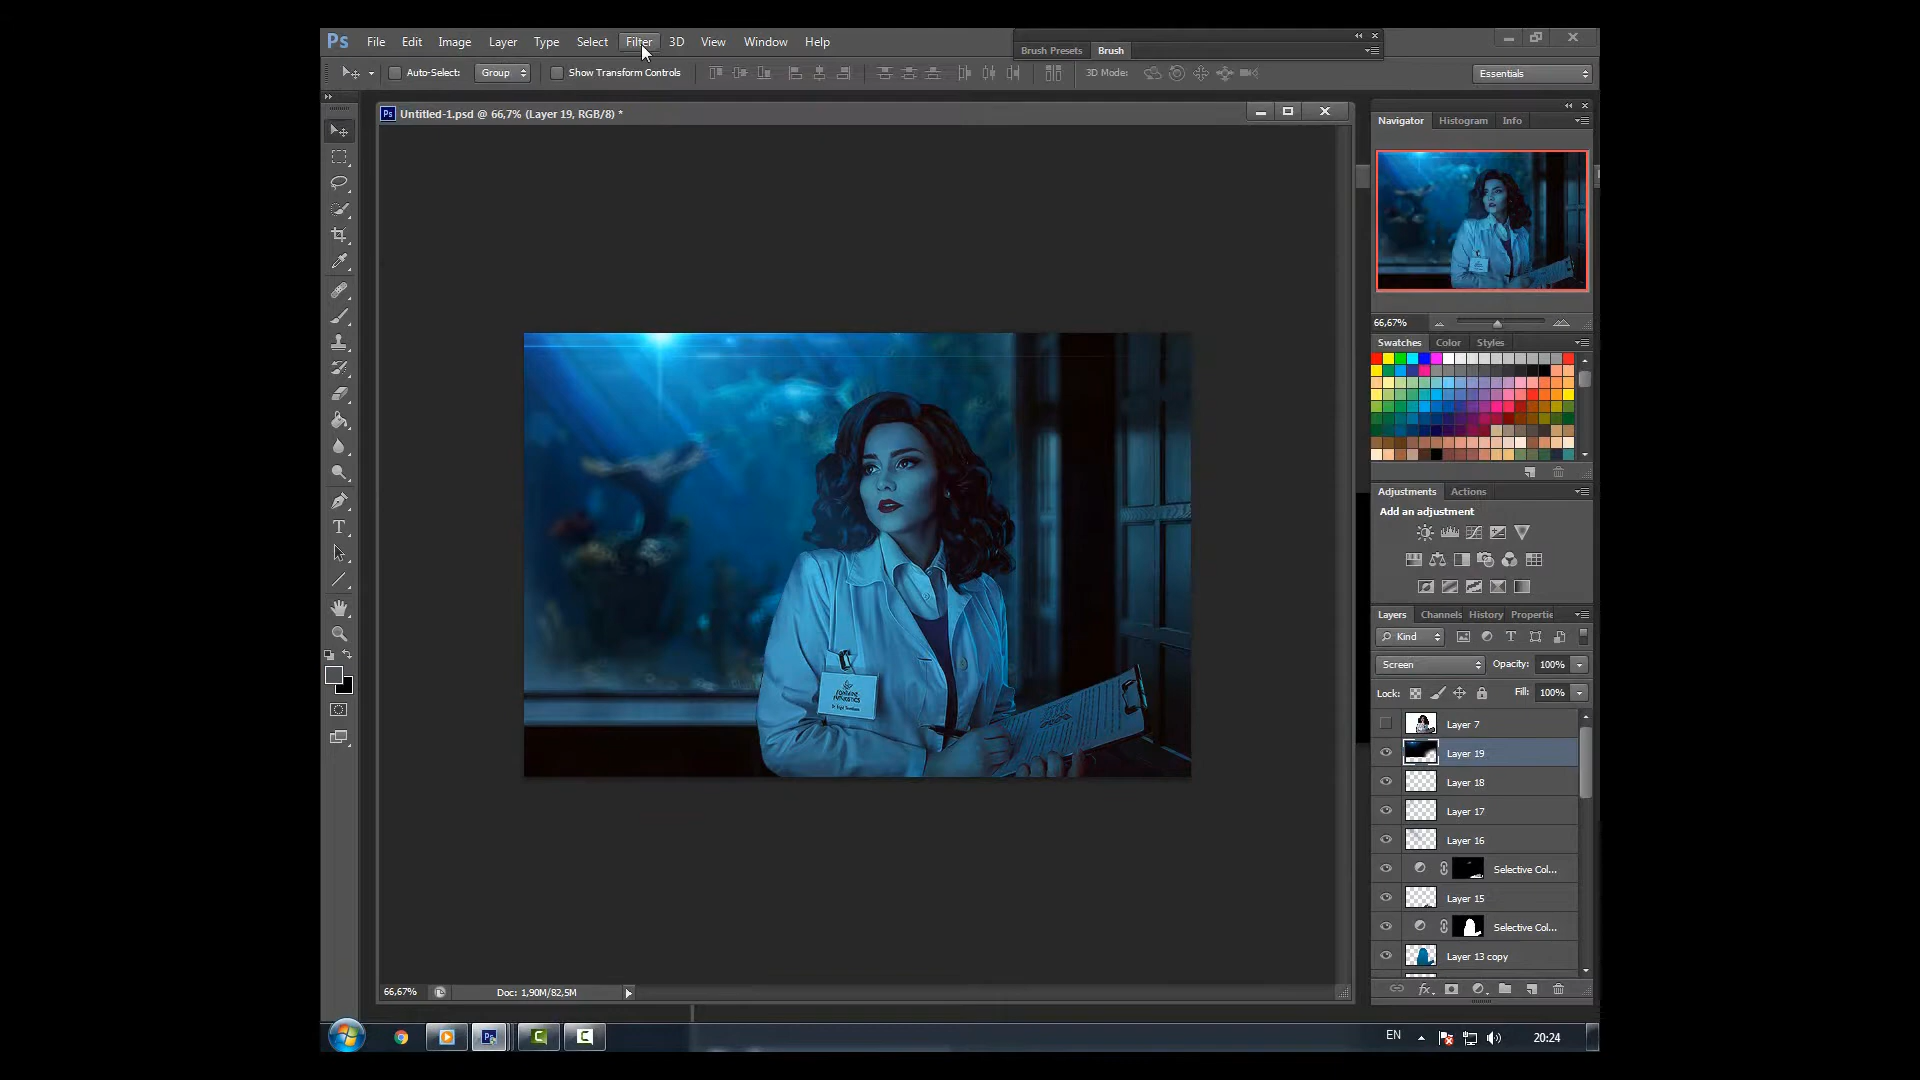 Ps File Edit Image Layer Type Select Filter 3D View Window Help
Brush Presets Brush
Auto-Select: Group Show Transform Controls 3D Mode: Essentials
Ps Untitled-1.psd @ 66,7% (Layer 19, RGB/8) *
Navigator Histogram Info
66,67%
Swatches Color Styles
Adjustments Actions
Add an adjustment
Layers Channels History Propertie
Kind
Screen Opacity: 100%
Lock: Fill: 100%
Layer 7
Layer 19
Layer 18
Layer 17
Layer 16
Selective Col...
Layer 15
Selective Col...
Layer 13 copy
fx
66,67% Doc: 1,90M/82,5M
Ps EN 20:24